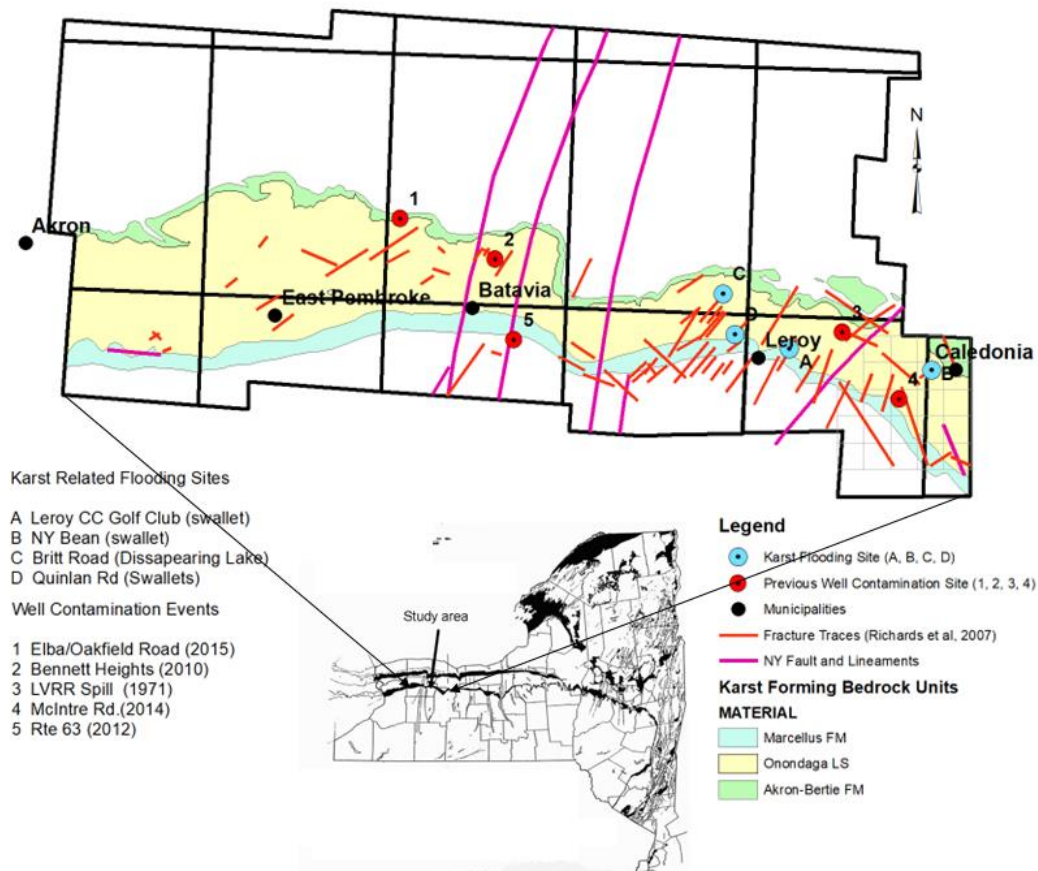 N
1
Akron
2
C
Batavia
East Pembroke
D
3
5
Leroy
A
Caledonia
B
4
Karst Related Flooding Sites
A Leroy CC Golf Club (swallet)
B NY Bean (swallet)
C Britt Road (Dissapearing Lake)
D Quinlan Rd (Swallets)
Well Contamination Events
1 Elba/Oakfield Road (2015)
2 Bennett Heights (2010)
3 LVRR Spill (1971)
4 McIntre Rd.(2014)
5 Rte 63 (2012)
Study area
Legend
Karst Flooding Site (A, B, C, D)
Previous Well Contamination Site (1, 2, 3, 4)
Municipalities
Fracture Traces (Richards et al, 2007)
NY Fault and Lineaments
Karst Forming Bedrock Units
MATERIAL
Marcellus FM
Onondaga LS
Akron-Bertie FM